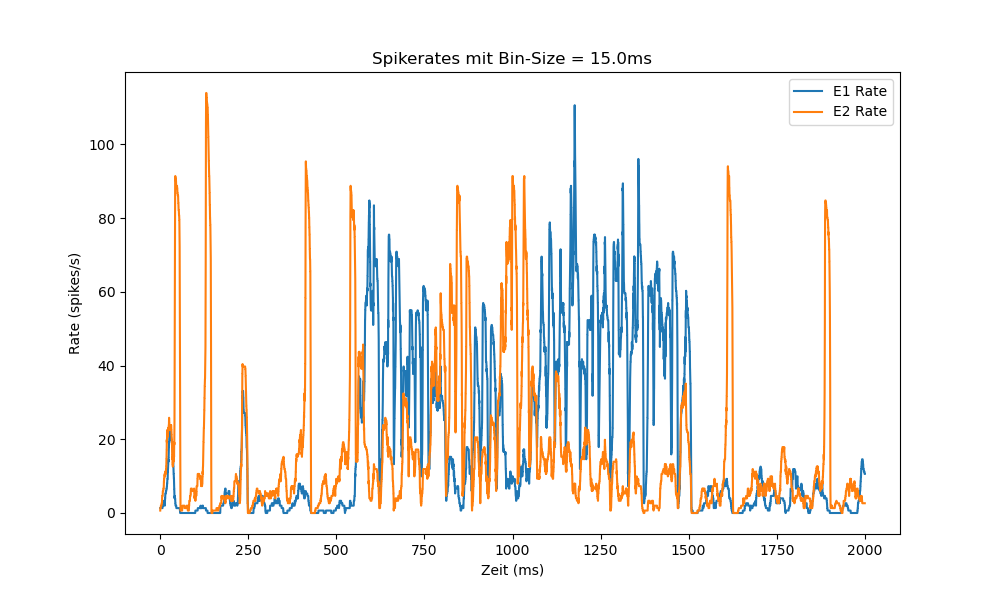 Spikerates mit Bin-Size = 15.0ms
E1 Rate
E2 Rate
Rate (spikes/s)
100
80
60
40
20
0
0 250 500 750 1000 1250 1500 1750 2000
Zeit (ms)